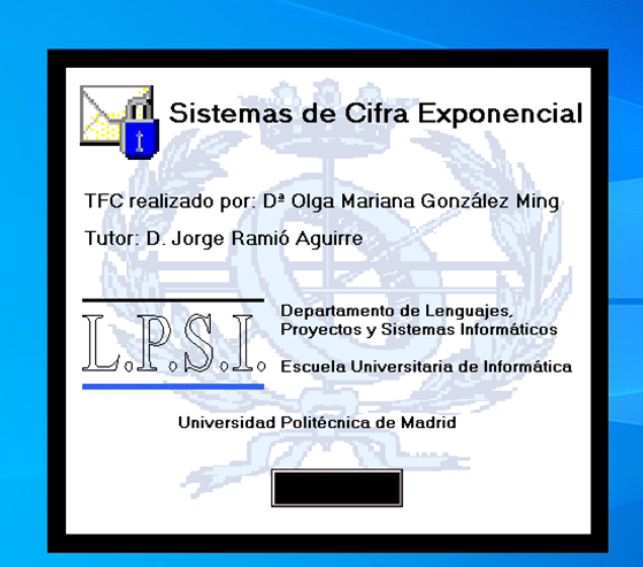 Sistemas de Cifra Exponencial
TFC realizado por: Dª Olga Mariana González Ming
Tutor: D. Jorge Ramió Aguirre
L.P.S.I.
Departamento de Lenguajes,
Proyectos y Sistemas Informáticos
Escuela Universitaria de Informática
Universidad Politécnica de Madrid